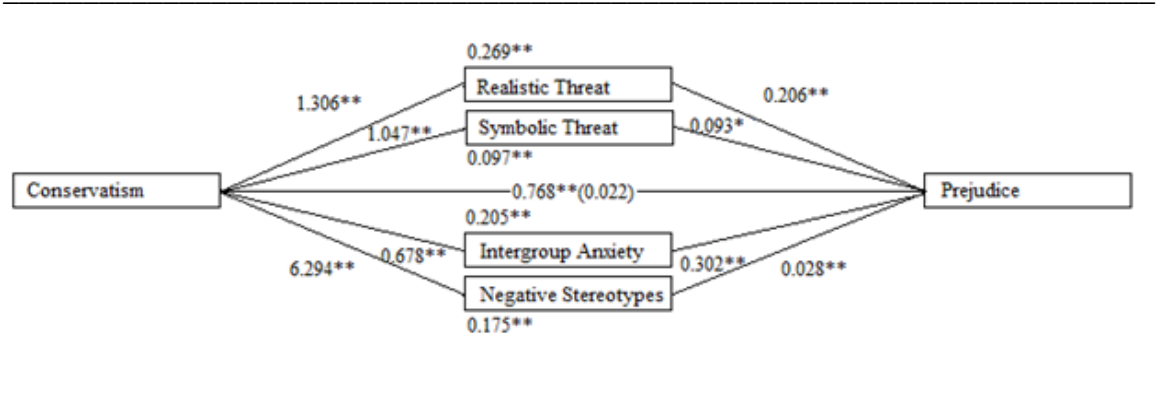 0.269**
Realistic Threat
1.306**
0.206**
1.047**
Symbolic Threat
0.093*
0.097**
Conservatism
0.768**(0.022)
Prejudice
0.205**
0.678**
Intergroup Anxiety
6.294**
0.302**
0.028**
Negative Stereotypes
0.175**